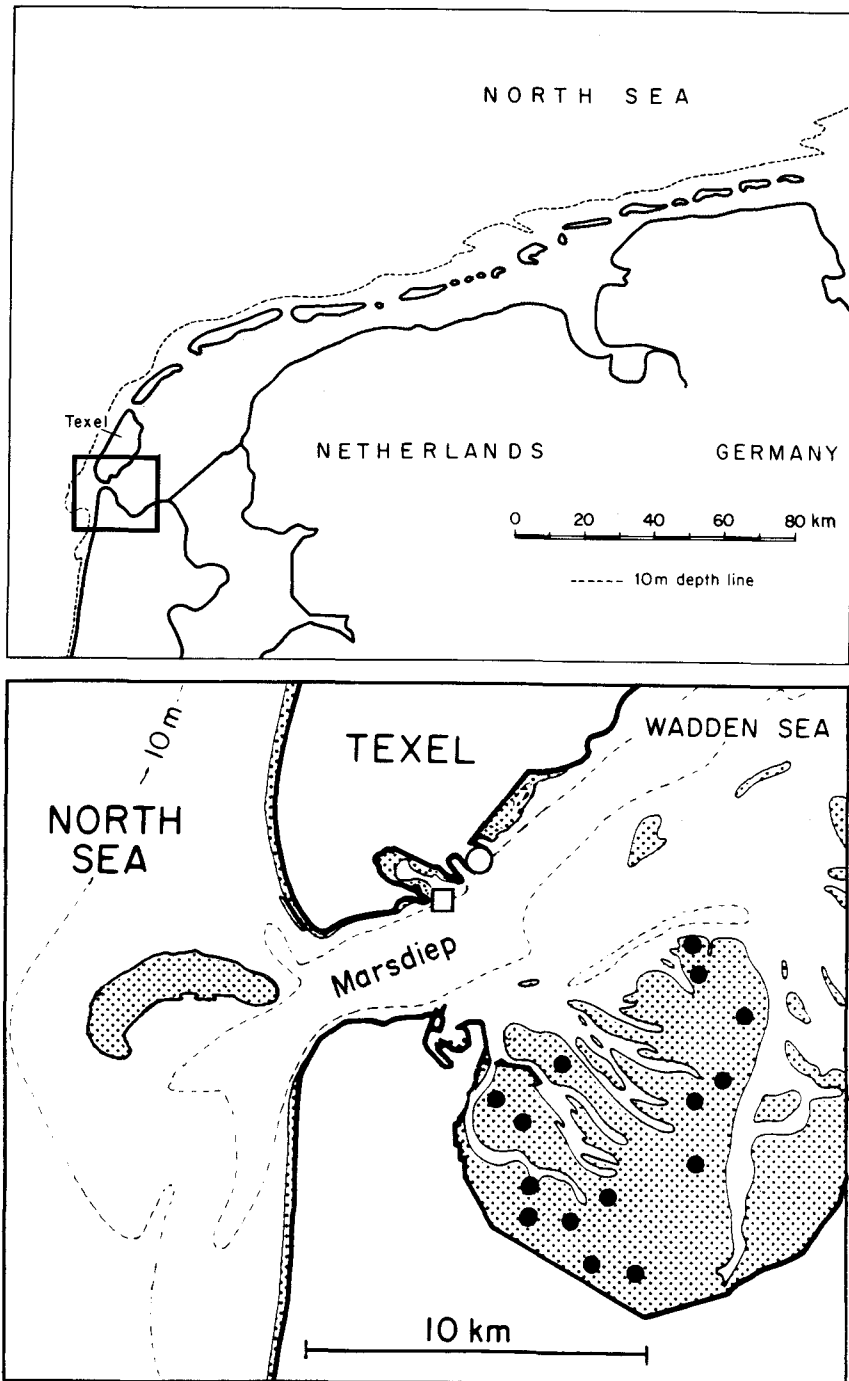 NORTH SEA
Texel
NETHERLANDS
GERMANY
0 20 40 60 80 km
10m depth line
10m
TEXEL
WADDEN SEA
NORTH
SEA
Marsdiep
10 km